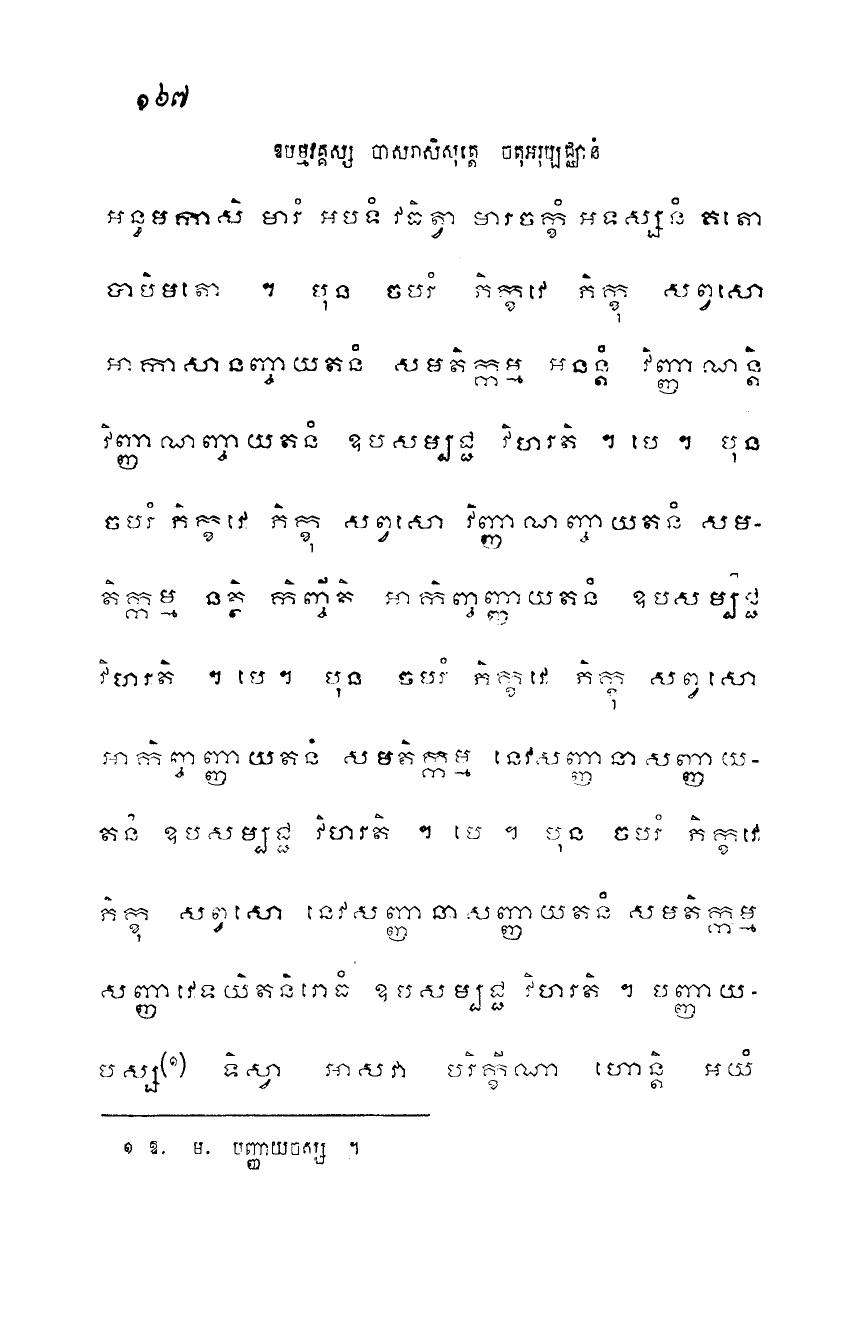 ១៦៧
ឧបម្មវគ្គស្ស បាសរាសិសុត្តេ ចតុអរុប្បជ្ឈានំ
អន្ធមកាសិ មារំ អបទំ វធិត្វា មារចក្ខុំ អទស្សនំ គតោ
បាបិមតោ ។ បុន ចបរំ ភិក្ខវេ ភិក្ខុ សព្វសោ
អាកាសានញ្ចាយតនំ សមតិក្កម្ម អនន្តំ វិញ្ញាណន្តិ
វិញ្ញាណញ្ចាយតនំ ឧបសម្បជ្ជ វិហរតិ ។ បេ ។ បុន
ចបរំ ភិក្ខវេ ភិក្ខុ សព្វសោ វិញ្ញាណញ្ចាយតនំ សម-
តិក្កម្ម នត្ថិ កិញ្ចីតិ អាកិញ្ចញ្ញាយតនំ ឧបសម្បជ្ជ
វិហរតិ ។ បេ ។ បុន ចបរំ ភិក្ខវេ ភិក្ខុ សព្វសោ
អាកិញ្ចញ្ញាយតនំ សមតិក្កម្ម នេវសញ្ញានាសញ្ញាយ-
តនំ ឧបសម្បជ្ជ វិហរតិ ។ បេ ។ បុន ចបរំ ភិក្ខវេ
ភិក្ខុ សព្វសោ នេវសញ្ញានាសញ្ញាយតនំ សមតិក្កម្ម
សញ្ញាវេទយិតនិរោធំ ឧបសម្បជ្ជ វិហរតិ ។ បញ្ញាយ-
បស្ស(១) ទិស្វា អាសវា បរិក្ខីណា ហោន្តិ អយំ
១ ឱ. ម. បញ្ញាយចស្ស ។